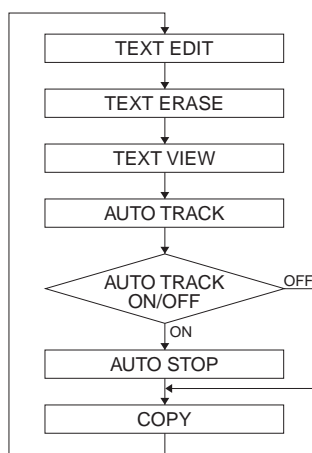 TEXT EDIT
TEXT ERASE
TEXT VIEW
AUTO TRACK
AUTO TRACK
ON/OFF
OFF
ON
AUTO STOP
COPY